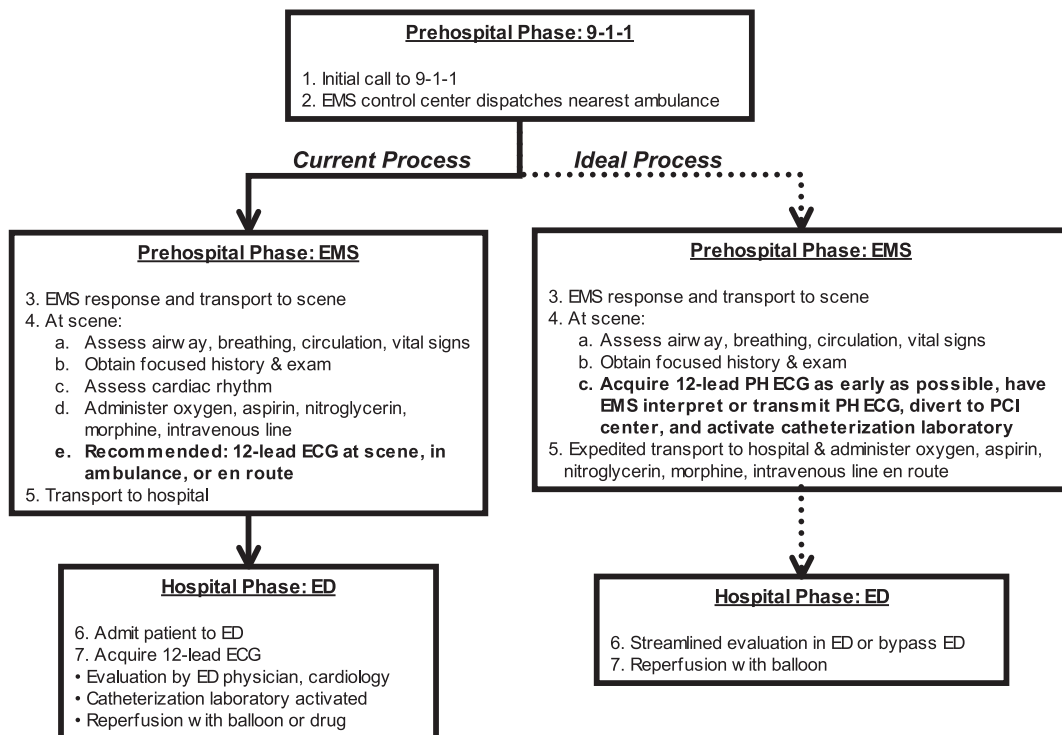 Prehospital Phase: 9-1-1
1. Initial call to 9-1-1
2. EMS control center dispatches nearest ambulance
Current Process
Ideal Process
Prehospital Phase: EMS
3. EMS response and transport to scene
4. At scene:
a. Assess airway, breathing, circulation, vital signs
b. Obtain focused history & exam
c. Assess cardiac rhythm
d. Administer oxygen, aspirin, nitroglycerin,
morphine, intravenous line
e. Recommended: 12-lead ECG at scene, in
ambulance, or en route
5. Transport to hospital
Prehospital Phase: EMS
3. EMS response and transport to scene
4. At scene:
a. Assess airway, breathing, circulation, vital signs
b. Obtain focused history & exam
c. Acquire 12-lead PH ECG as early as possible, have
EMS interpret or transmit PH ECG, divert to PCI
center, and activate catheterization laboratory
5. Expedited transport to hospital & administer oxygen, aspirin,
nitroglycerin, morphine, intravenous line en route
Hospital Phase: ED
6. Admit patient to ED
7. Acquire 12-lead ECG
• Evaluation by ED physician, cardiology
• Catheterization laboratory activated
• Reperfusion with balloon or drug
Hospital Phase: ED
6. Streamlined evaluation in ED or bypass ED
7. Reperfusion with balloon